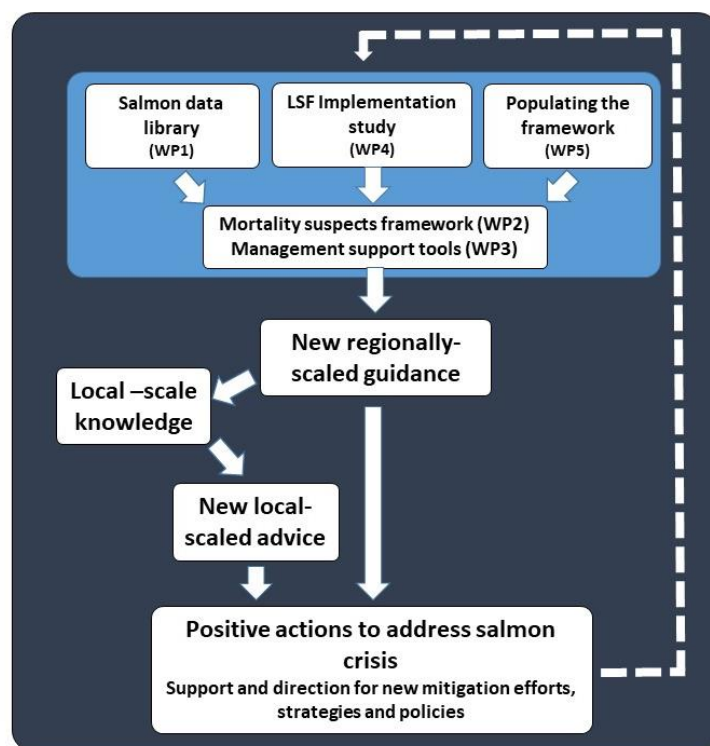 Salmon data
library
(WP1)
LSF Implementation
study
(WP4)
Populating the
framework
(WP5)
Mortality suspects framework (WP2)
Management support tools (WP3)
New regionally-
scaled guidance
Local –scale
knowledge
New local-
scaled advice
Positive actions to address salmon
crisis
Support and direction for new mitigation efforts,
strategies and policies